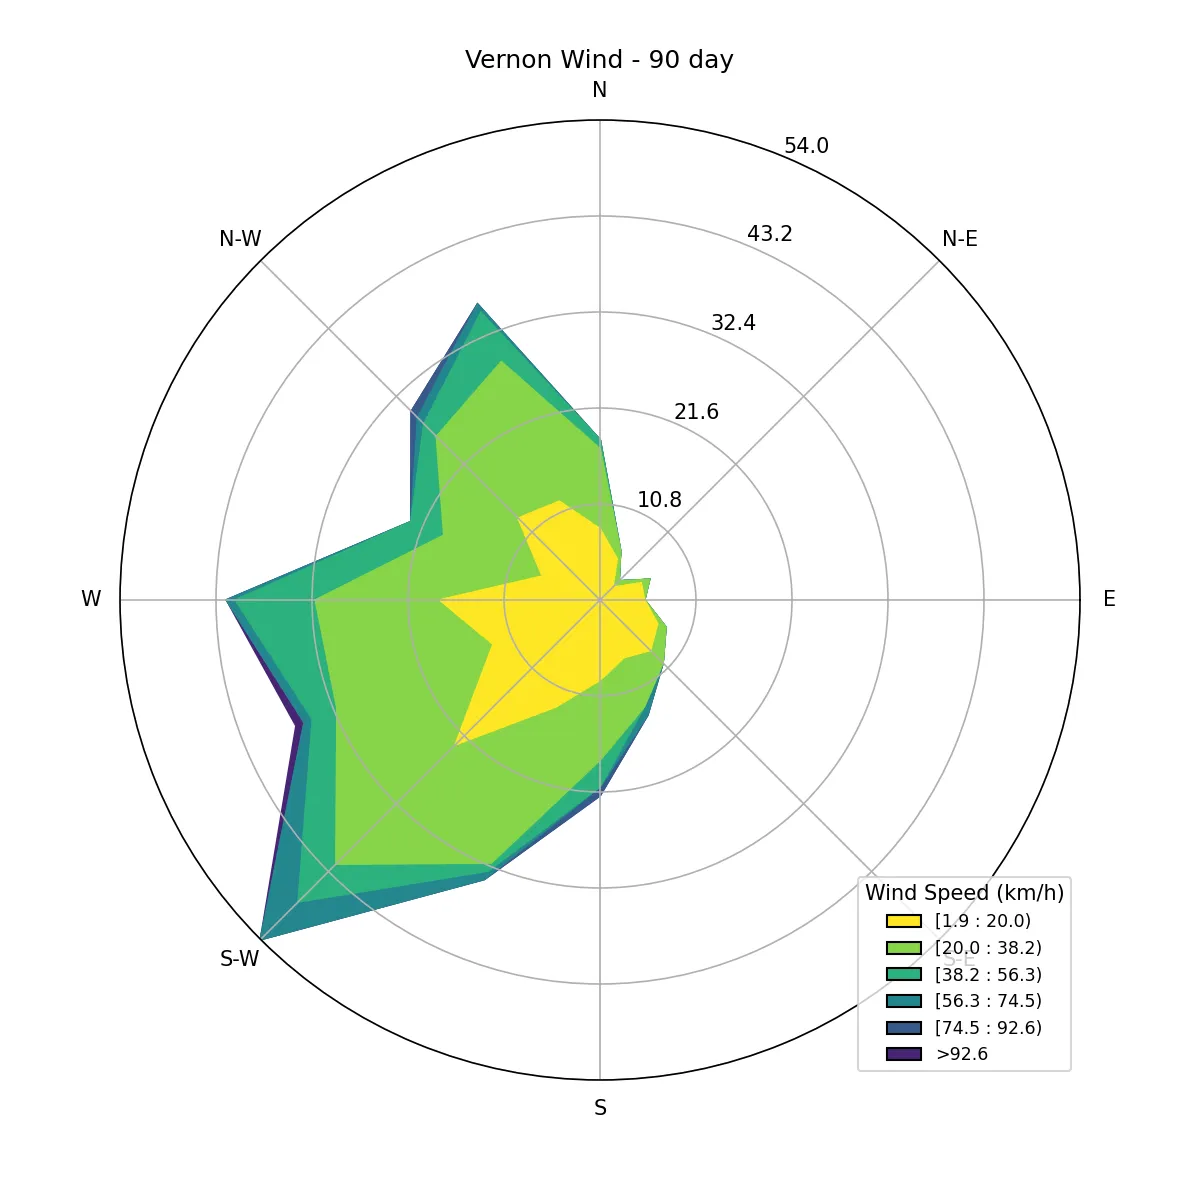 Vernon Wind - 90 day
N
54.0
N-W
43.2
N-E
32.4
21.6
10.8
W
E
S-W
S-E
S
Wind Speed (km/h)
[1.9 : 20.0)
[20.0 : 38.2)
[38.2 : 56.3)
[56.3 : 74.5)
[74.5 : 92.6)
>92.6